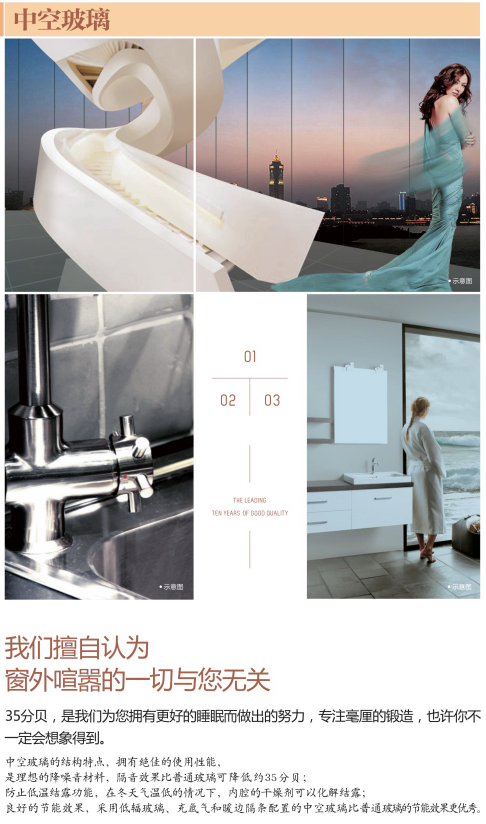 中空玻璃
• 示意图
01
02 03
THE LEADING
TEN YEARS OF GOOD QUALITY
• 示意图
• 示意图
我们擅自认为
窗外喧嚣的一切与您无关
35分贝，是我们为您拥有更好的睡眠而做出的努力，专注毫厘的锻造，也许你不
一定会想象得到。
中空玻璃的结构特点，拥有绝佳的使用性能，
是理想的降噪音材料，隔音效果比普通玻璃可降低约35分贝；
防止低温结露功能，在冬天气温低的情况下，内腔的干燥剂可以化解结露；
良好的节能效果，采用低辐玻璃、充氩气和暖边隔条配置的中空玻璃比普通玻璃的节能效果更优秀。